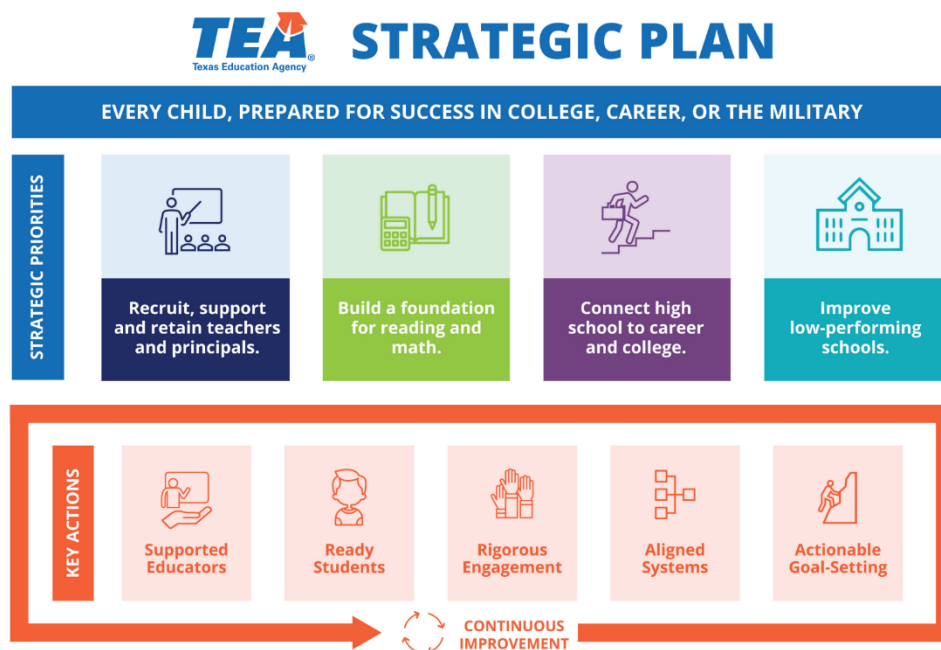 TEA® STRATEGIC PLAN
Texas Education Agency
EVERY CHILD, PREPARED FOR SUCCESS IN COLLEGE, CAREER, OR THE MILITARY
STRATEGIC PRIORITIES
Recruit, support
and retain teachers
and principals.
Build a foundation
for reading and
math.
Connect high
school to career
and college.
Improve
low-performing
schools.
KEY ACTIONS
Supported
Educators
Ready
Students
Rigorous
Engagement
Aligned
Systems
Actionable
Goal-Setting
CONTINUOUS
IMPROVEMENT